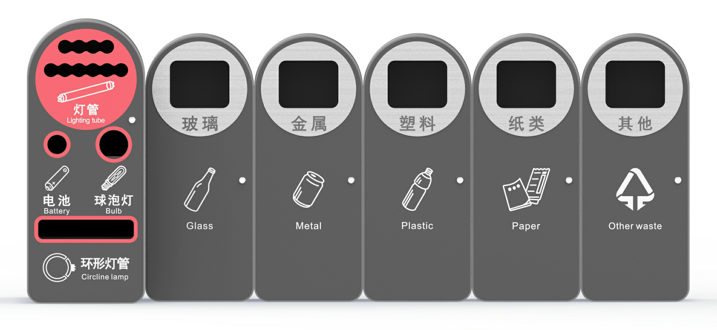 灯管
Lighting tube
电池
Battery
球泡灯
Bulb
环形灯管
Circline lamp
玻璃
Glass
金属
Metal
塑料
Plastic
纸类
Paper
其他
Other waste